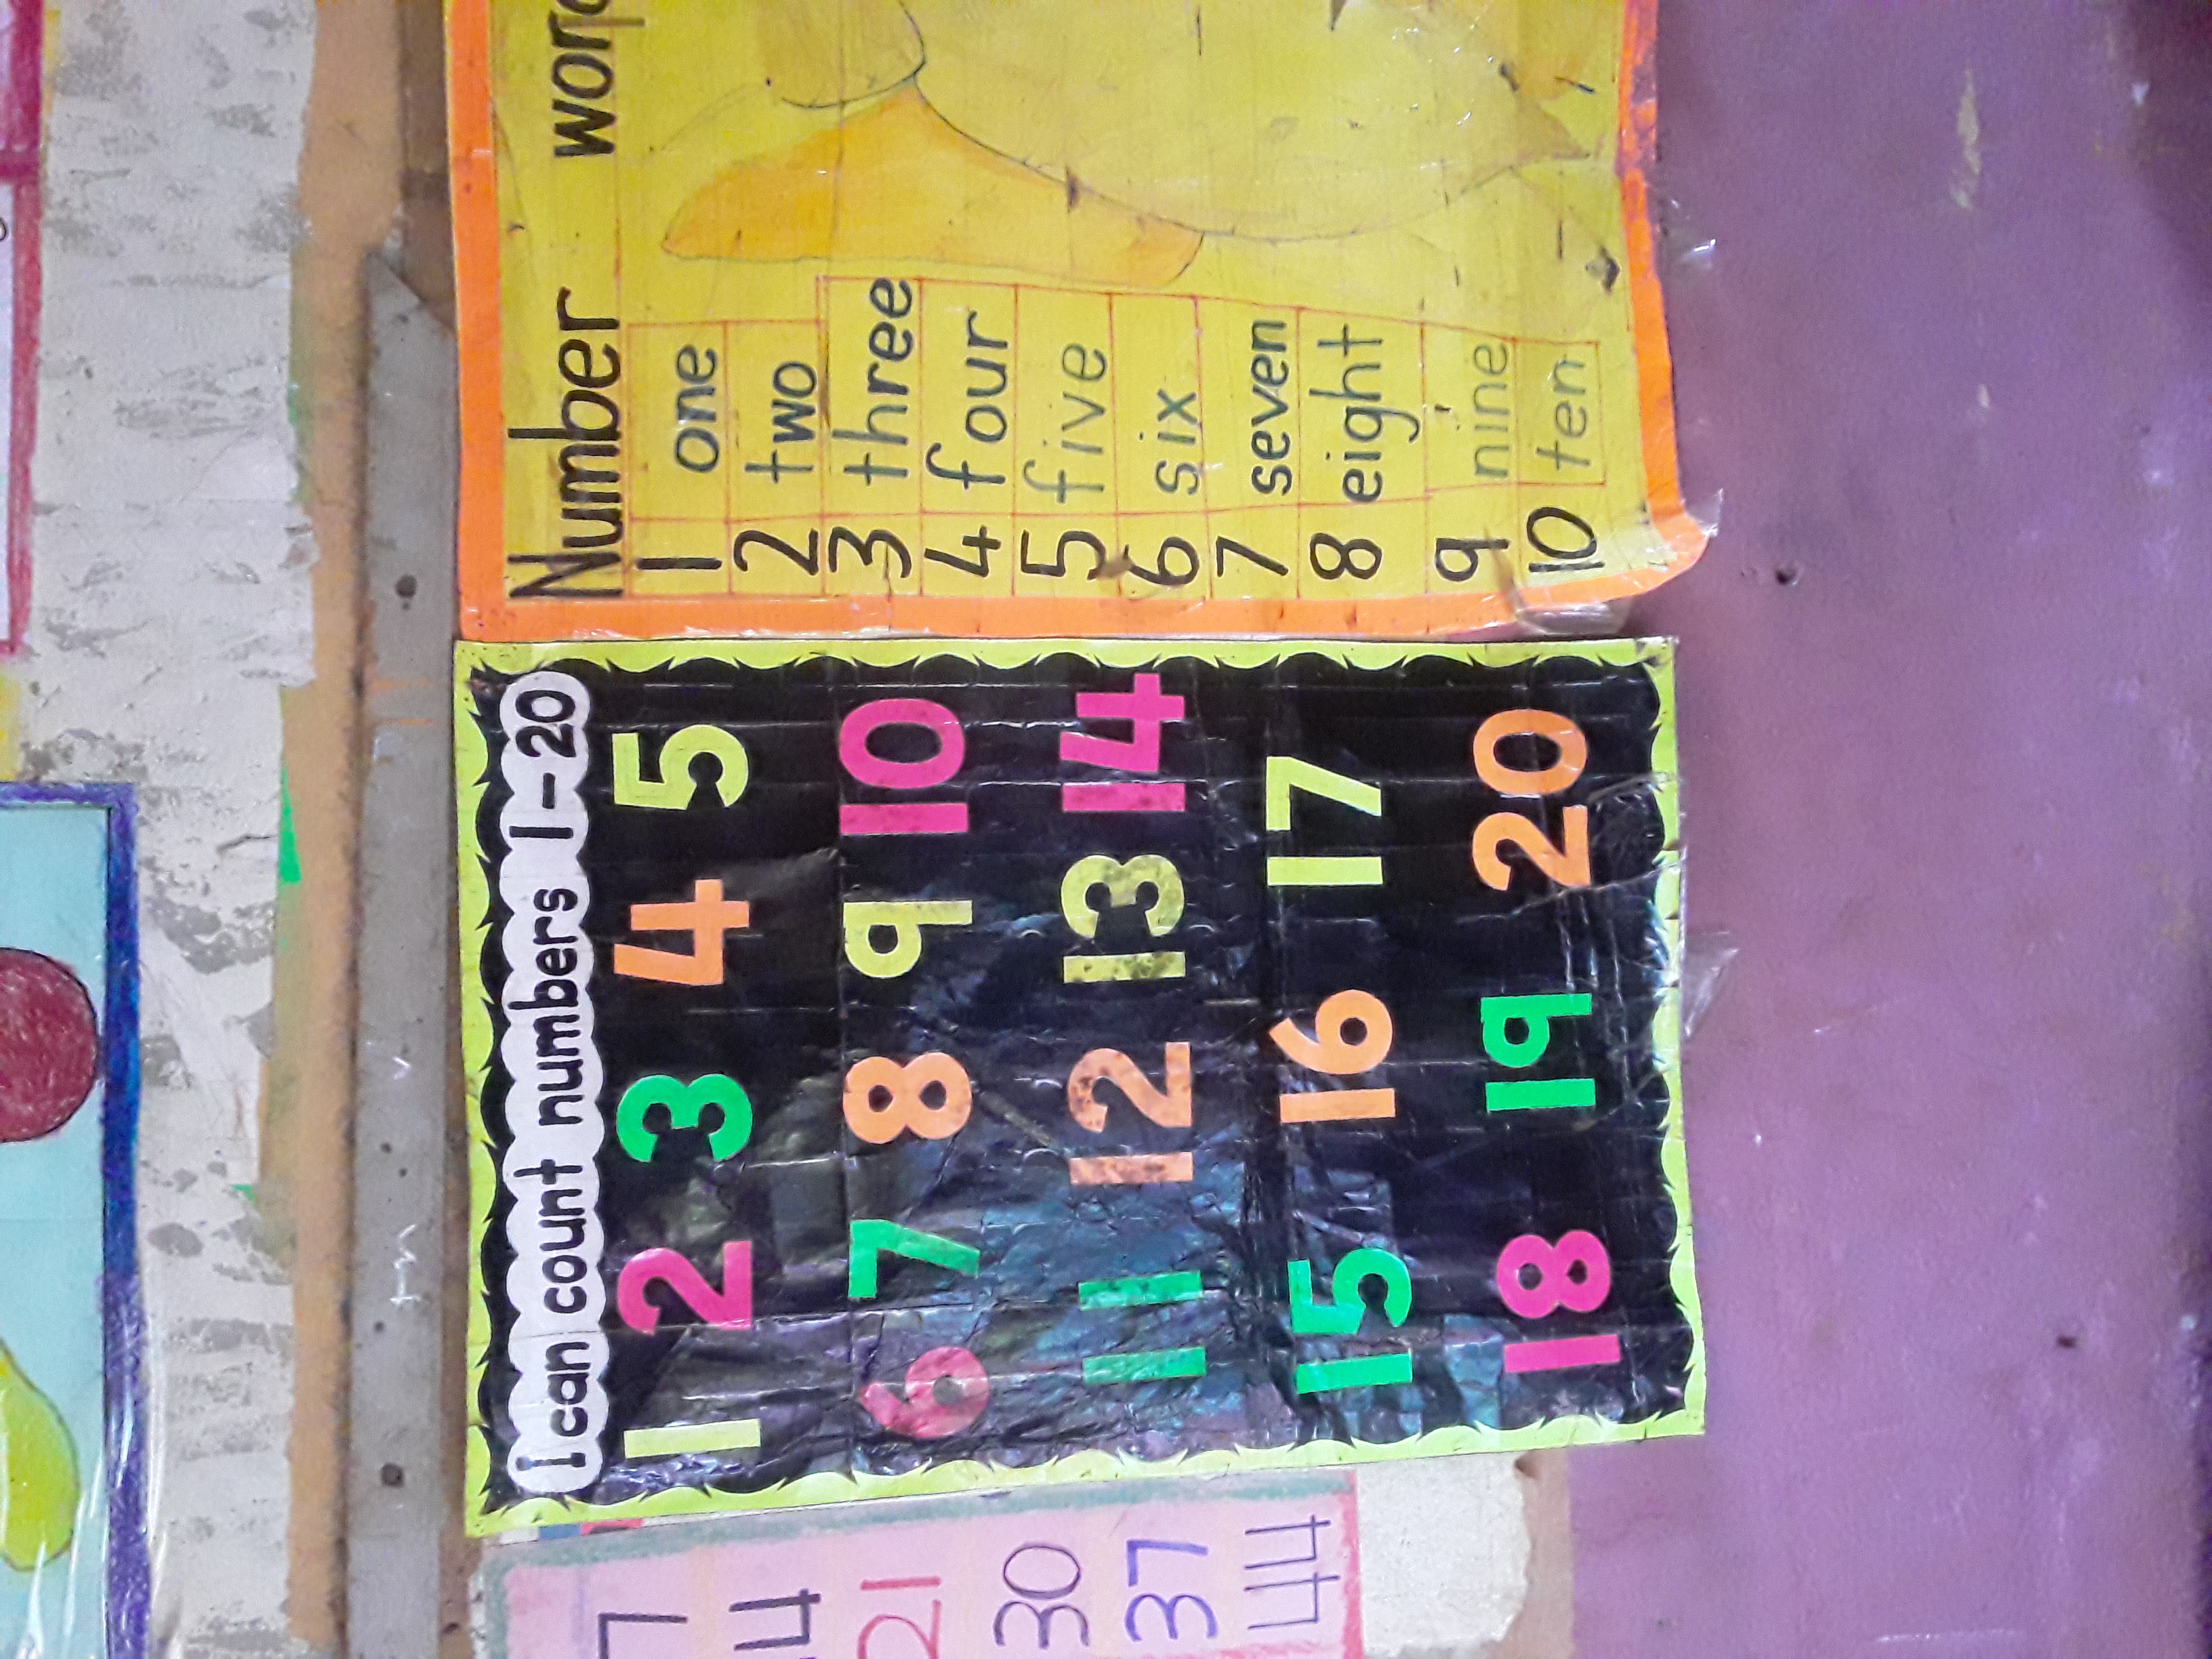 7
14
21
30
37
44
I can count numbers 1-20
1 2 3 4 5
6 7 8 9 10
11 12 13 14
15 16 17
18 19 20
Number
1 one
2 two
3 three
4 four
5 five
6 six
7 seven
8 eight
9 nine
10 ten